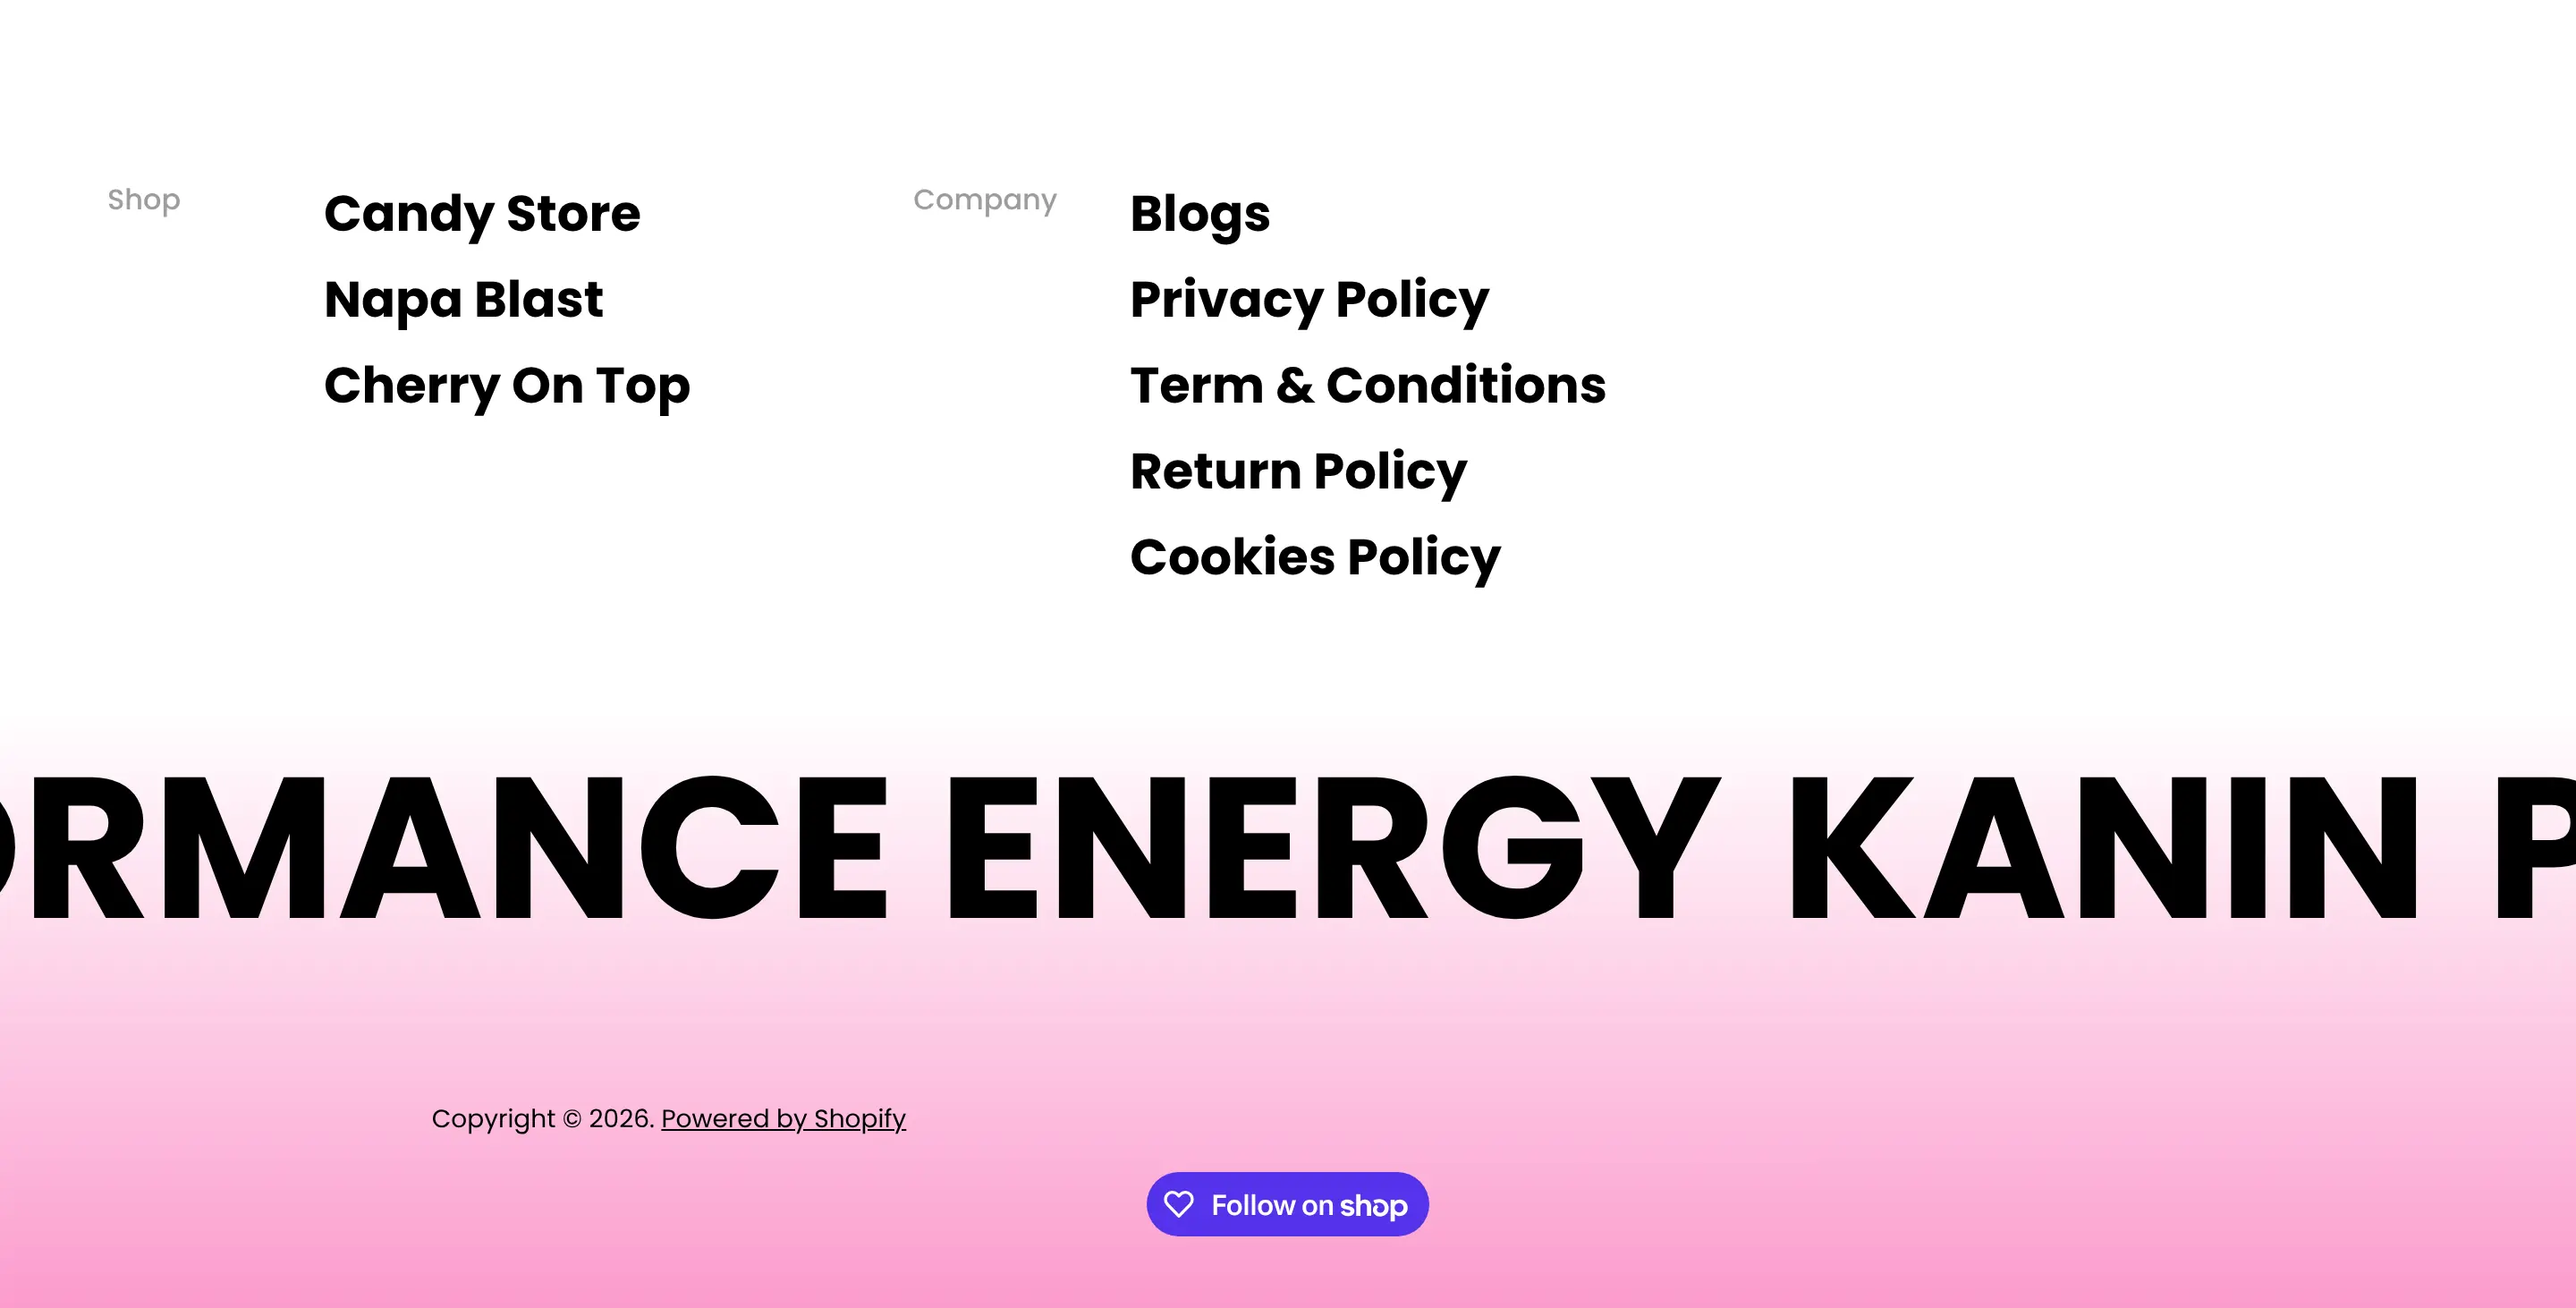 Shop
Candy Store
Napa Blast
Cherry On Top
Company
Blogs
Privacy Policy
Term & Conditions
Return Policy
Cookies Policy
ORMANCE ENERGY KANIN P
Copyright © 2026. Powered by Shopify
Follow on shop